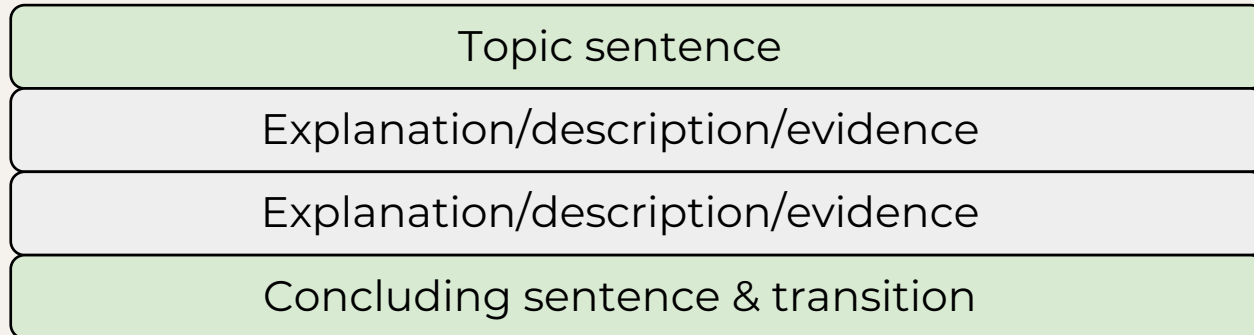 Topic sentence
Explanation/description/evidence
Explanation/description/evidence
Concluding sentence & transition